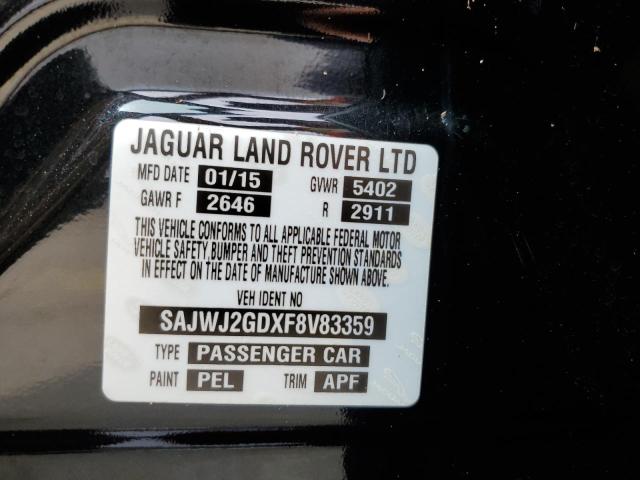 JAGUAR LAND ROVER LTD
MFD DATE 01/15 GVWR 5402
GAWR F 2646 R 2911
THIS VEHICLE CONFORMS TO ALL APPLICABLE FEDERAL MOTOR
VEHICLE SAFETY, BUMPER AND THEFT PREVENTION STANDARDS
IN EFFECT ON THE DATE OF MANUFACTURE SHOWN ABOVE.
VEH IDENT NO
SAJWJ2GDXF8V83359
TYPE PASSENGER CAR
PAINT PEL TRIM APF